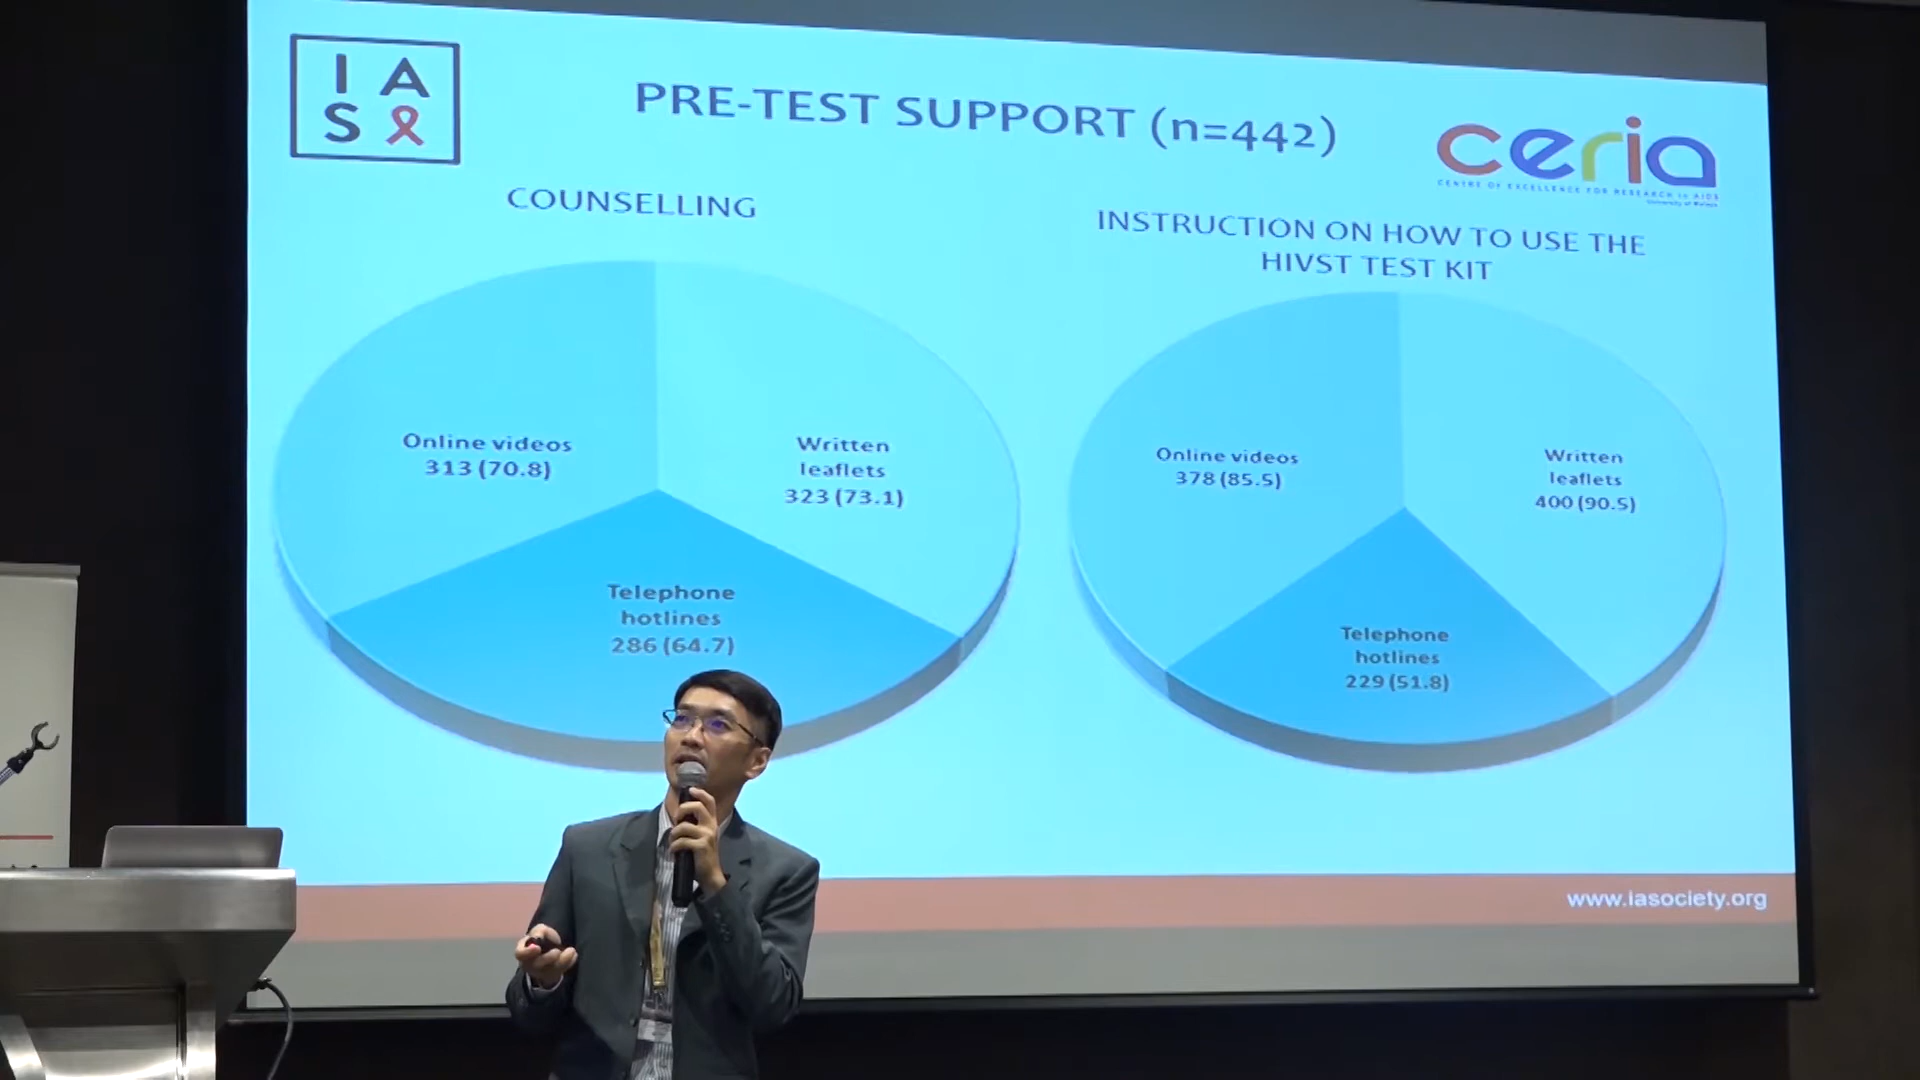 I A
S
PRE-TEST SUPPORT (n=442)
ceria
CENTRE OF EXCELLENCE FOR RESEARCH in AIDS
University of Malaya
COUNSELLING
Online videos
313 (70.8)
Written
leaflets
323 (73.1)
Telephone
hotlines
286 (64.7)
INSTRUCTION ON HOW TO USE THE
HIVST TEST KIT
Online videos
378 (85.5)
Written
leaflets
400 (90.5)
Telephone
hotlines
229 (51.8)
www.iasociety.org